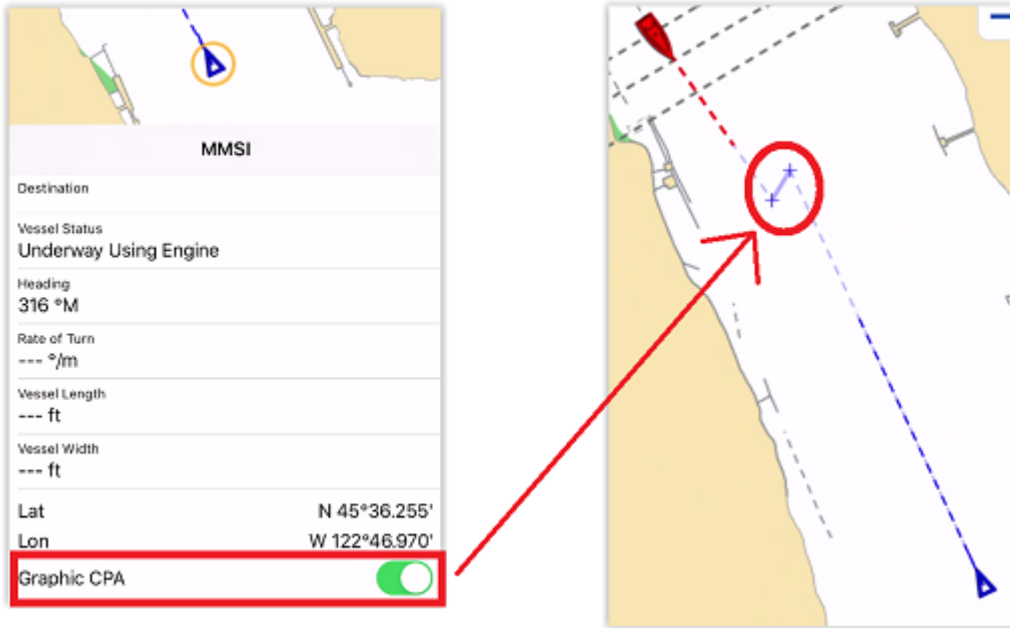 MMSI
Destination
Vessel Status
Underway Using Engine
Heading
316 °M
Rate of Turn
--- °/m
Vessel Length
--- ft
Vessel Width
--- ft
Lat N 45°36.255'
Lon W 122°46.970'
Graphic CPA